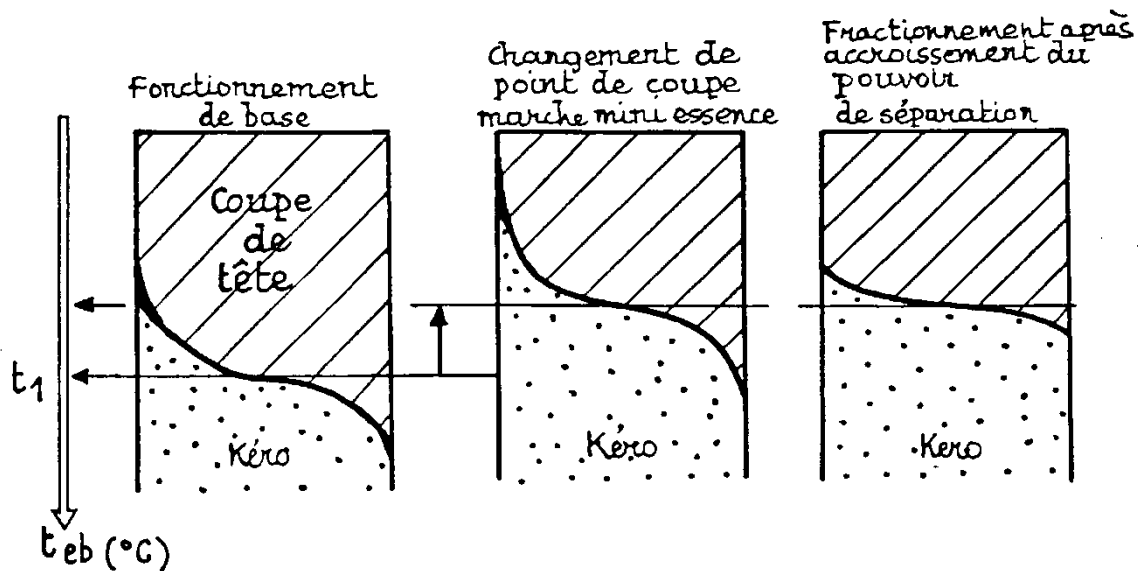 Fonctionnement
de base
Changement de
point de coupe
marche mini essence
Fractionnement après
accroissement du
pouvoir
de séparation
Coupe
de
tête
t1
Kéro
Kéro
Kero
teb (°C)